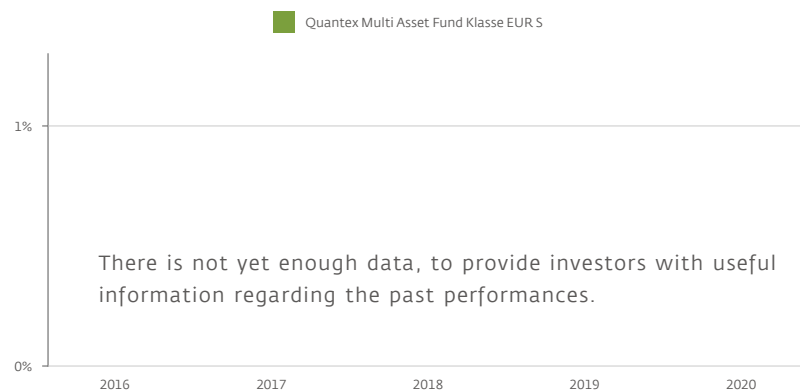 Quantex Multi Asset Fund Klasse EUR S
1%
There is not yet enough data, to provide investors with useful
information regarding the past performances.
0%
2016 2017 2018 2019 2020